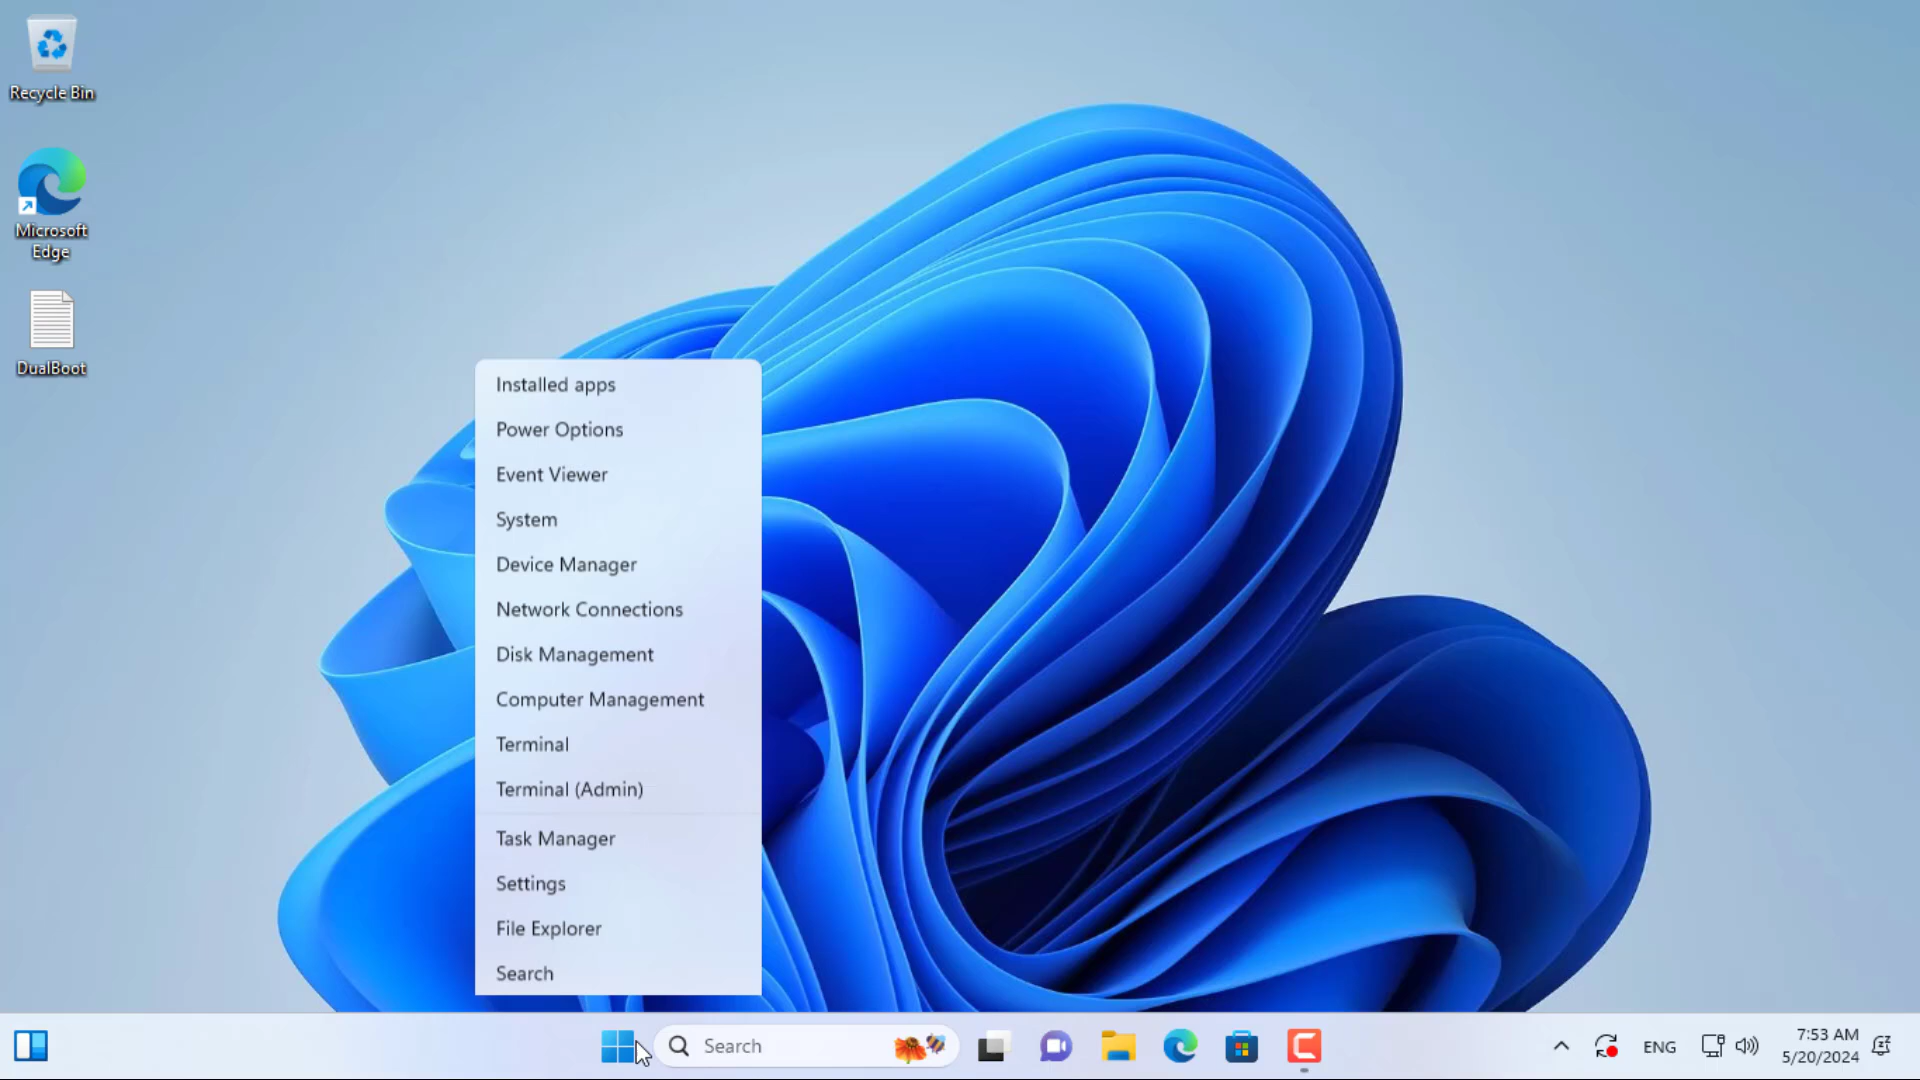 Recycle Bin
Microsoft
Edge
DualBoot
Installed apps
Power Options
Event Viewer
System
Device Manager
Network Connections
Disk Management
Computer Management
Terminal
Terminal (Admin)
Task Manager
Settings
File Explorer
Search
Search
ENG
7:53 AM
5/20/2024